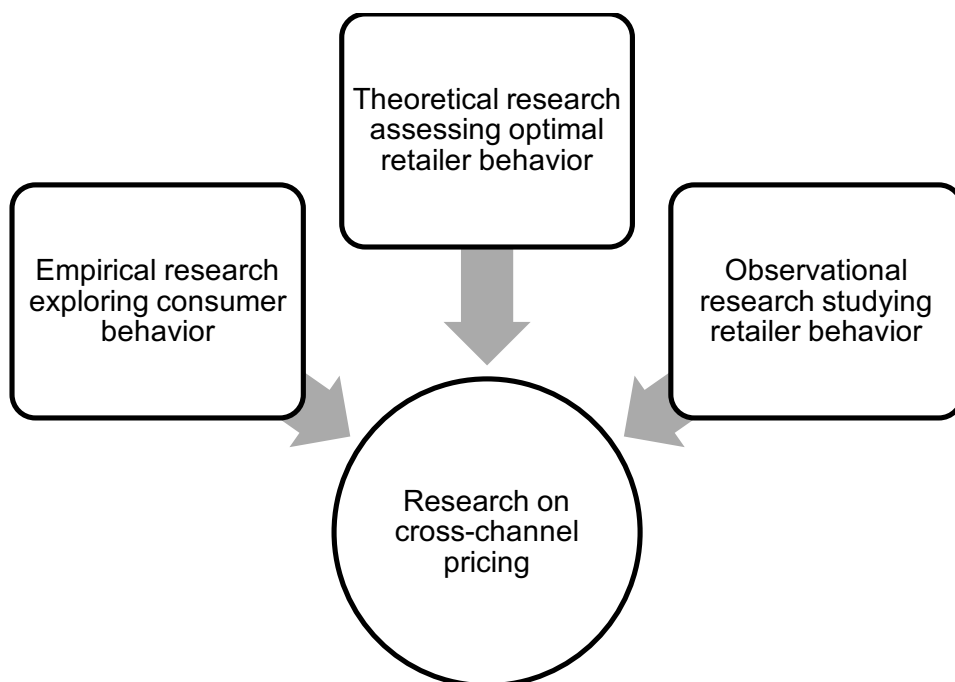 Theoretical research
assessing optimal
retailer behavior
Empirical research
exploring consumer
behavior
Observational
research studying
retailer behavior
Research on
cross-channel
pricing